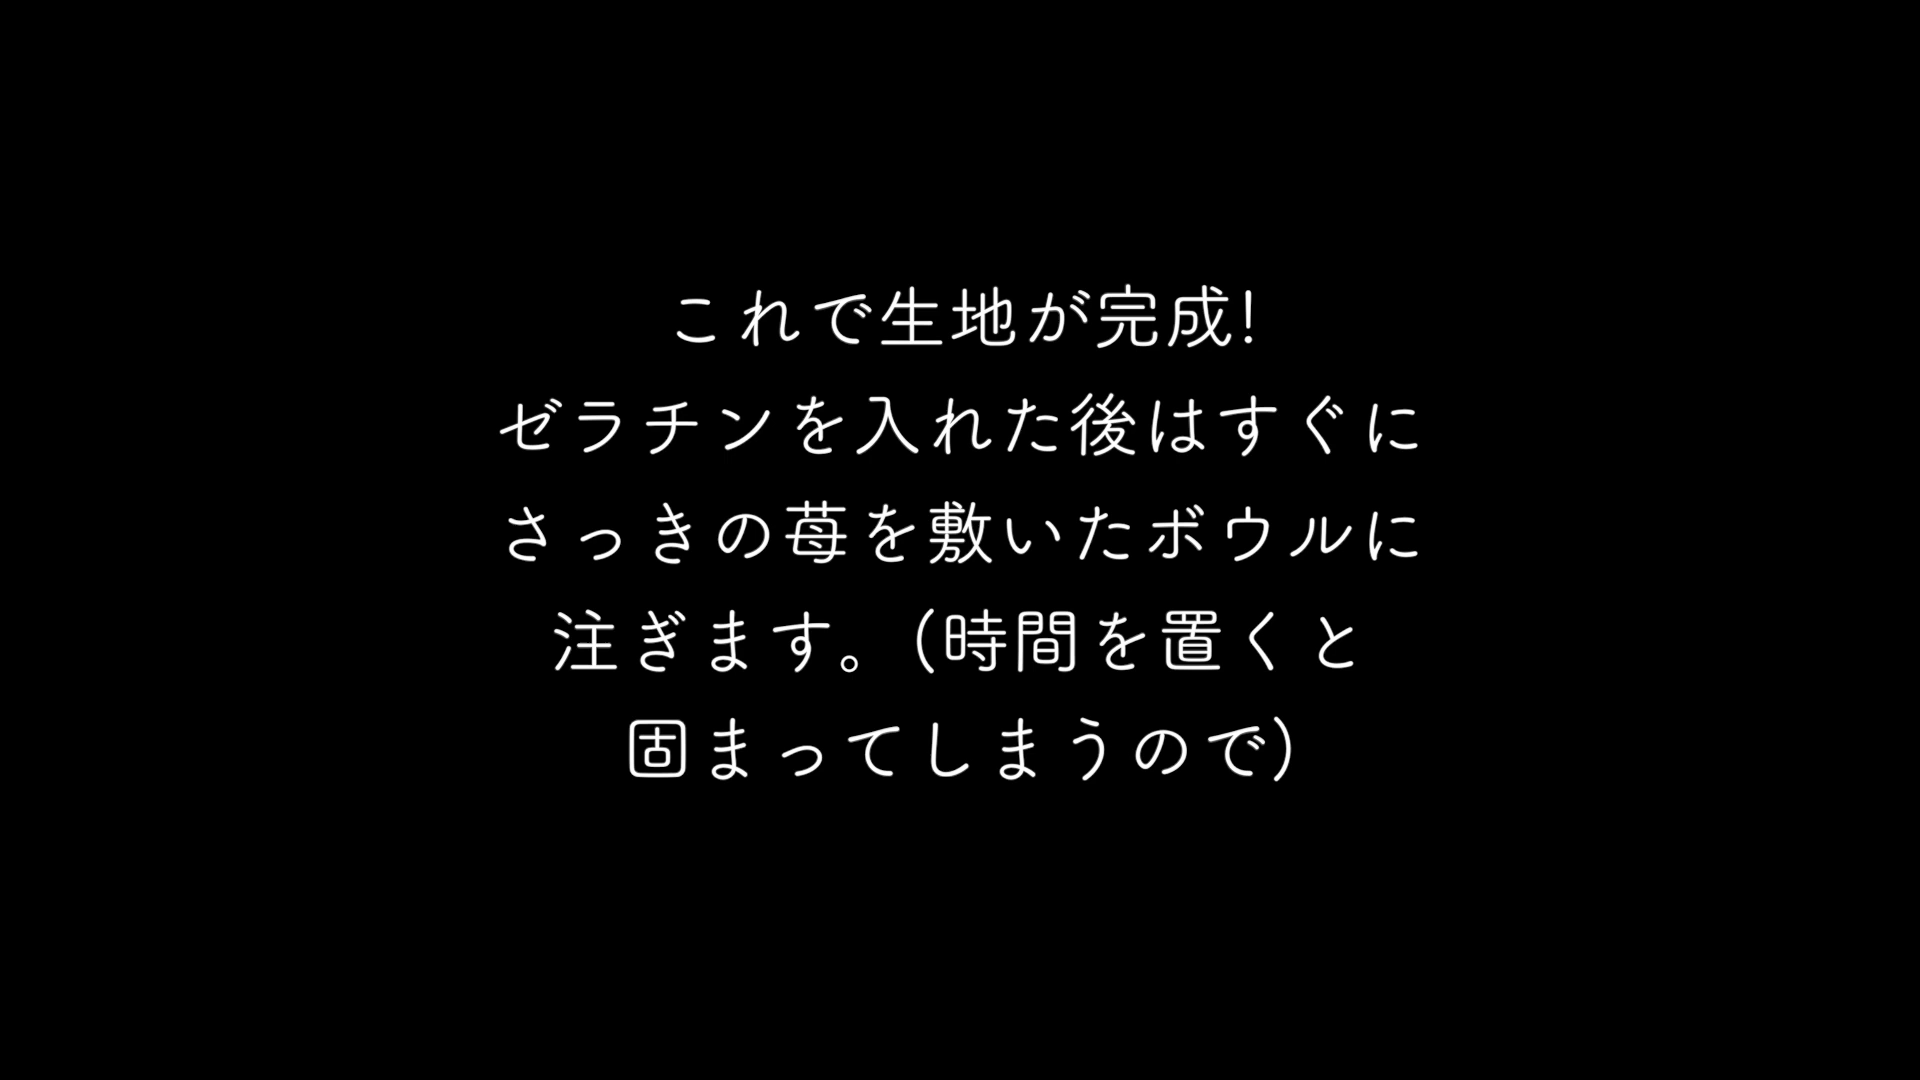 これで生地が完成!
ゼラチンを入れた後はすぐに
さっきの苺を敷いたボウルに
注ぎます。(時間を置くと
固まってしまうので)